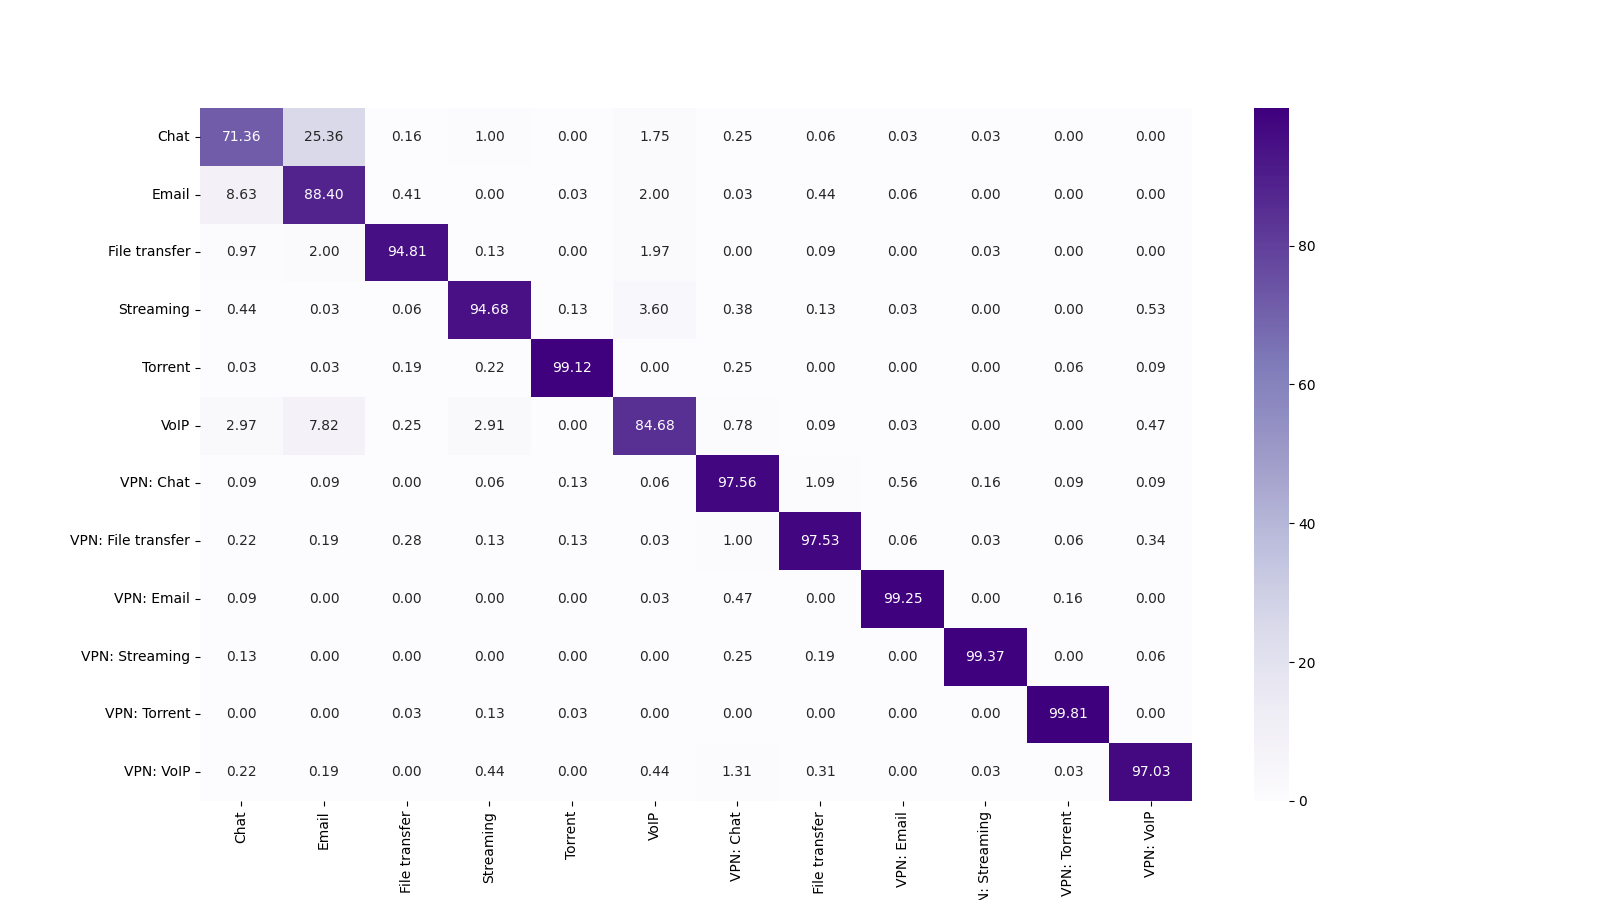 Chat 71.36 25.36 0.16 1.00 0.00 1.75 0.25 0.06 0.03 0.03 0.00 0.00
Email 8.63 88.40 0.41 0.00 0.03 2.00 0.03 0.44 0.06 0.00 0.00 0.00
File transfer 0.97 2.00 94.81 0.13 0.00 1.97 0.00 0.09 0.00 0.03 0.00 0.00
Streaming 0.44 0.03 0.06 94.68 0.13 3.60 0.38 0.13 0.03 0.00 0.00 0.53
Torrent 0.03 0.03 0.19 0.22 99.12 0.00 0.25 0.00 0.00 0.00 0.06 0.09
VoIP 2.97 7.82 0.25 2.91 0.00 84.68 0.78 0.09 0.03 0.00 0.00 0.47
VPN: Chat 0.09 0.09 0.00 0.06 0.13 0.06 97.56 1.09 0.56 0.16 0.09 0.09
VPN: File transfer 0.22 0.19 0.28 0.13 0.13 0.03 1.00 97.53 0.06 0.03 0.06 0.34
VPN: Email 0.09 0.00 0.00 0.00 0.00 0.03 0.47 0.00 99.25 0.00 0.16 0.00
VPN: Streaming 0.13 0.00 0.00 0.00 0.00 0.00 0.25 0.19 0.00 99.37 0.00 0.06
VPN: Torrent 0.00 0.00 0.03 0.13 0.03 0.00 0.00 0.00 0.00 0.00 99.81 0.00
VPN: VoIP 0.22 0.19 0.00 0.44 0.00 0.44 1.31 0.31 0.00 0.03 0.03 97.03
Chat
Email
File transfer
Streaming
Torrent
VoIP
VPN: Chat
File transfer
VPN: Email
N: Streaming
VPN: Torrent
VPN: VoIP
80
60
40
20
0